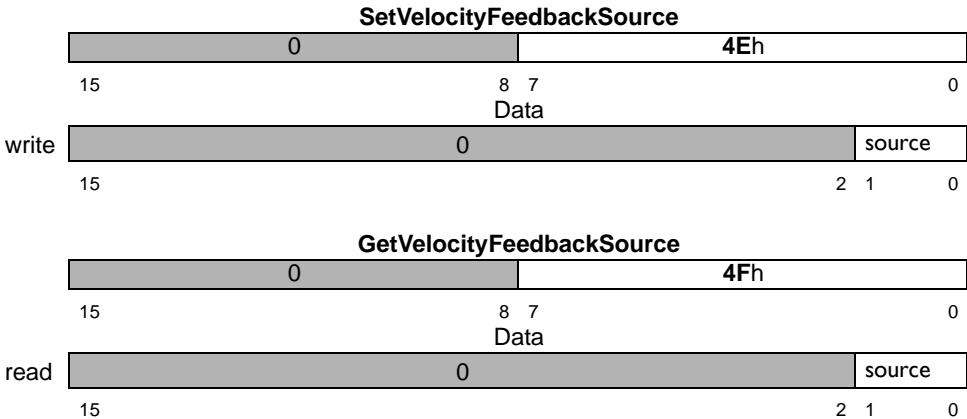 SetVelocityFeedbackSource
0 4Eh
15 8 7 0
Data
write 0 source
15 2 1 0
GetVelocityFeedbackSource
0 4Fh
15 8 7 0
Data
read 0 source
15 2 1 0